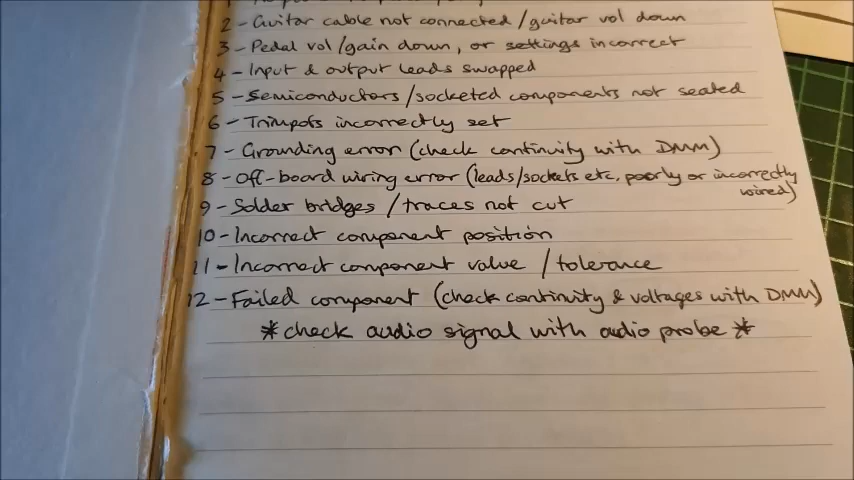 2 - Guitar cable not connected / guitar vol down
3 - Pedal vol/gain down, or settings incorrect
4 - Input & output leads swapped
5 - Semiconductors / socketed components not seated
6 - Trimpots incorrectly set
7 - Grounding error (check continuity with DMM)
8 - Off-board wiring error (leads/sockets etc, poorly or incorrectly
wired)
9 - Solder bridges / traces not cut
10 - Incorrect component position
11 - Incorrect component value / tolerance
12 - Failed component (check continuity & voltages with DMM)
*check audio signal with audio probe*